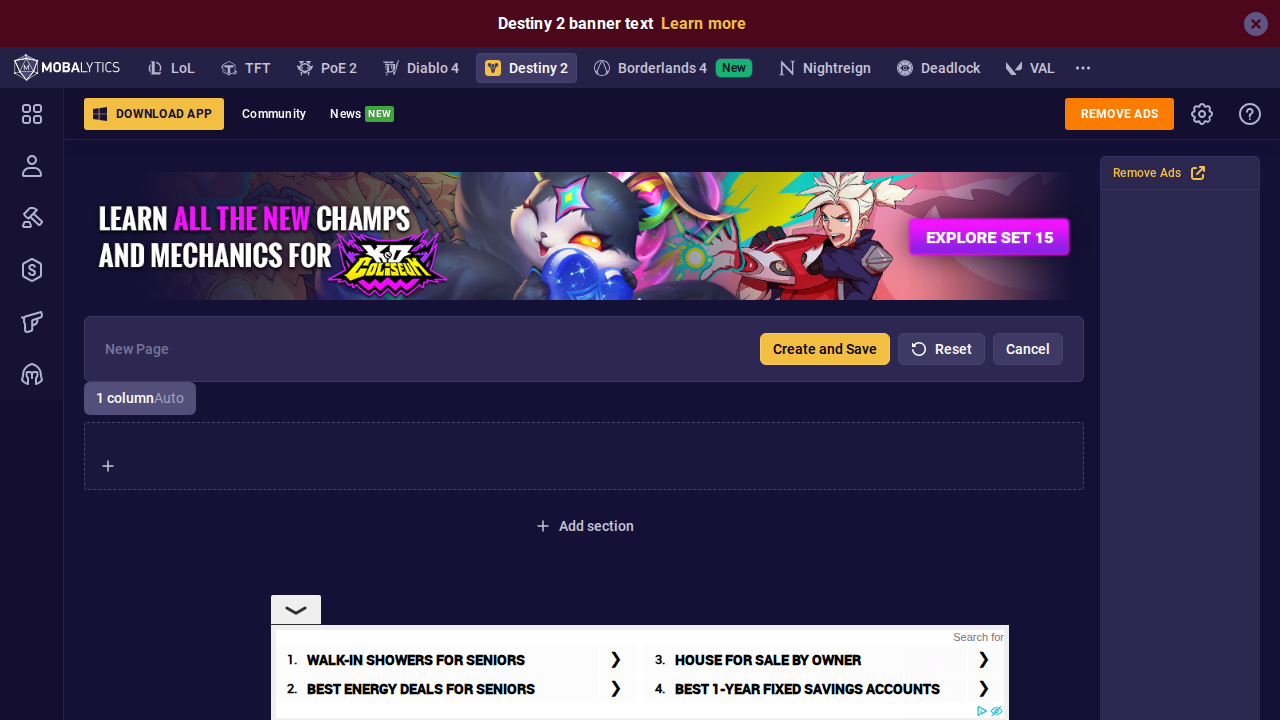 Destiny 2 banner text Learn more
MOBALYTICS LoL TFT PoE 2 Diablo 4 Destiny 2 Borderlands 4 New Nightreign Deadlock VAL
DOWNLOAD APP Community News NEW REMOVE ADS
Remove Ads
LEARN ALL THE NEW CHAMPS
AND MECHANICS FOR K.O. COLISEUM
EXPLORE SET 15
New Page Create and Save Reset Cancel
1 columnAuto
Add section
Search for
1. WALK-IN SHOWERS FOR SENIORS
2. BEST ENERGY DEALS FOR SENIORS
3. HOUSE FOR SALE BY OWNER
4. BEST 1-YEAR FIXED SAVINGS ACCOUNTS